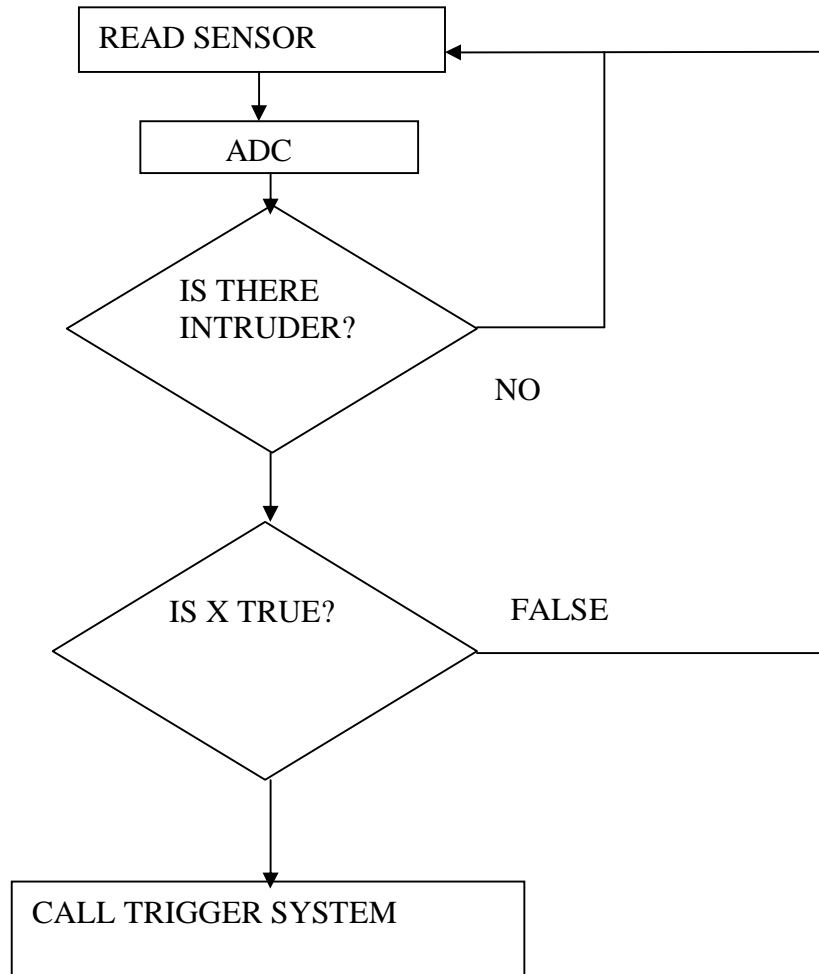 READ SENSOR
ADC
IS THERE
INTRUDER?
NO
IS X TRUE?
FALSE
CALL TRIGGER SYSTEM